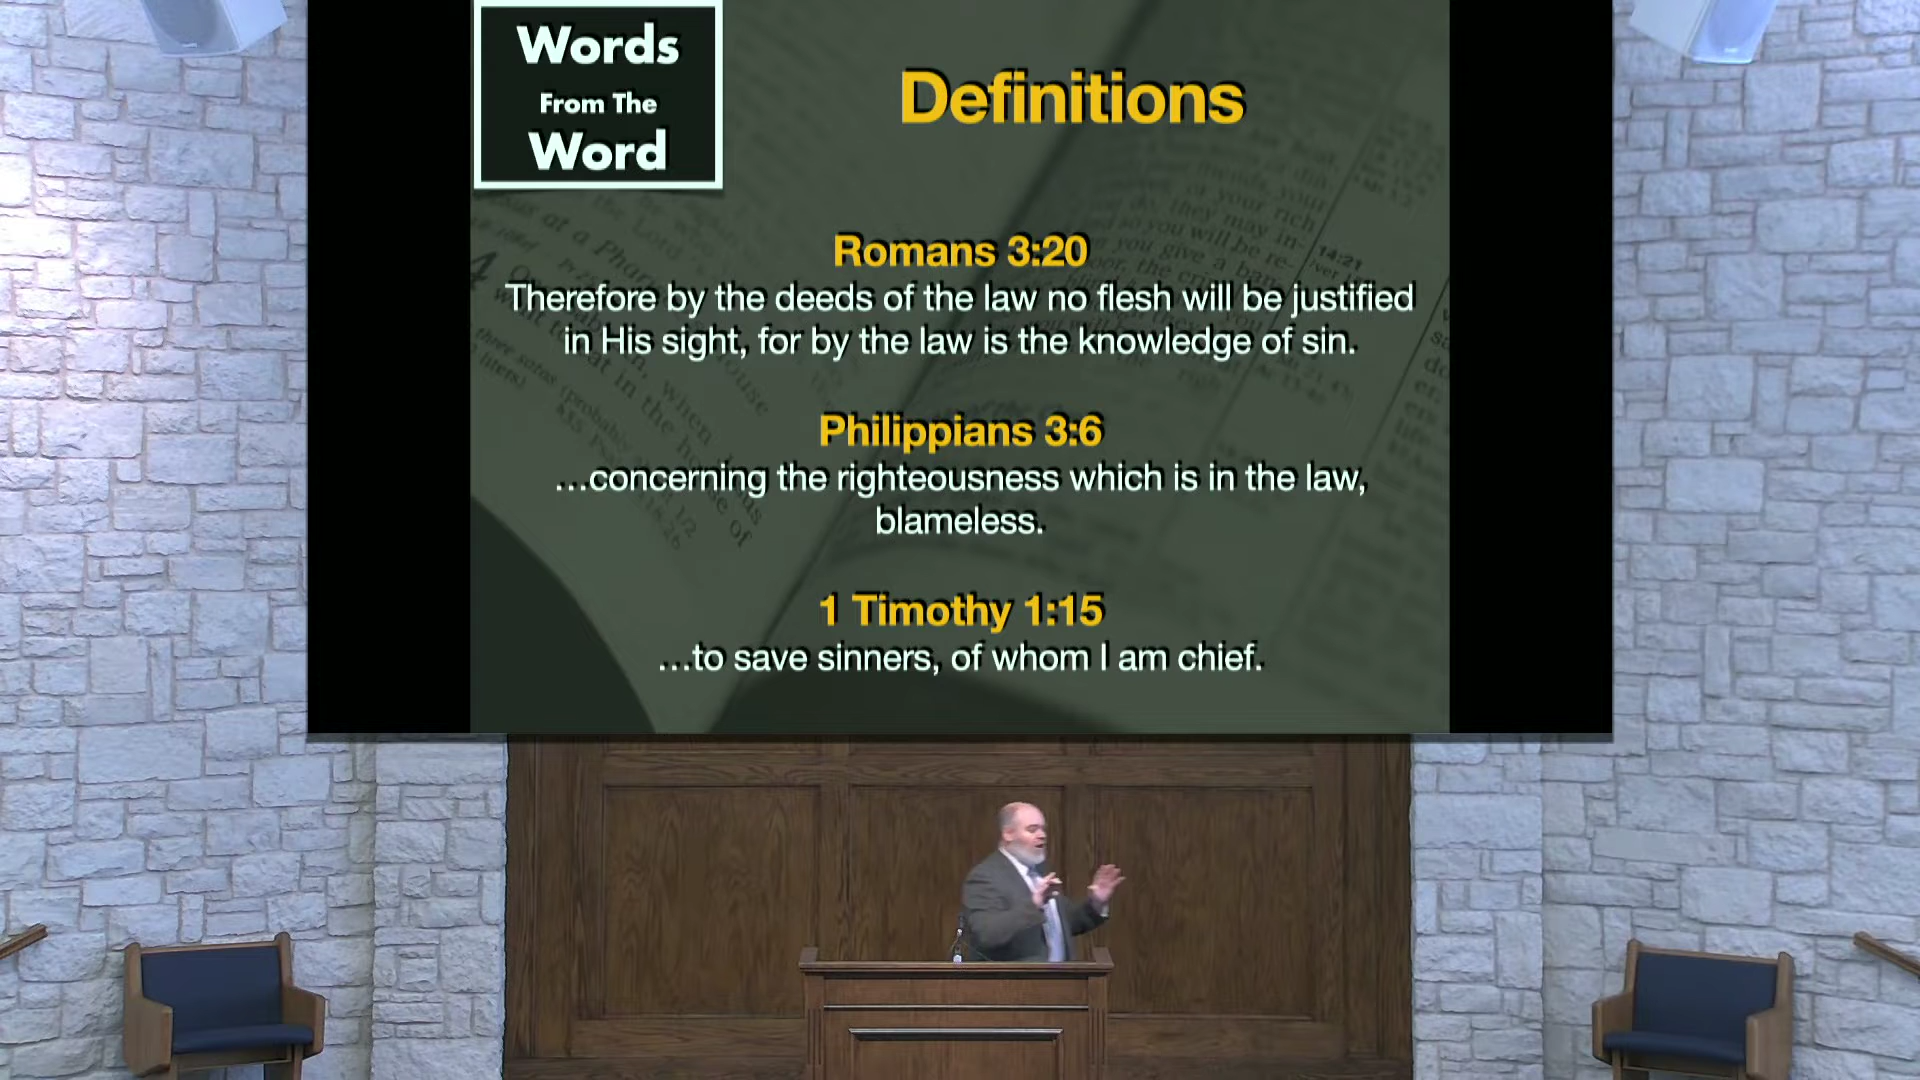 Words
From The
Word
Definitions
Romans 3:20
Therefore by the deeds of the law no flesh will be justified
in His sight, for by the law is the knowledge of sin.
Philippians 3:6
...concerning the righteousness which is in the law,
blameless.
1 Timothy 1:15
...to save sinners, of whom I am chief.